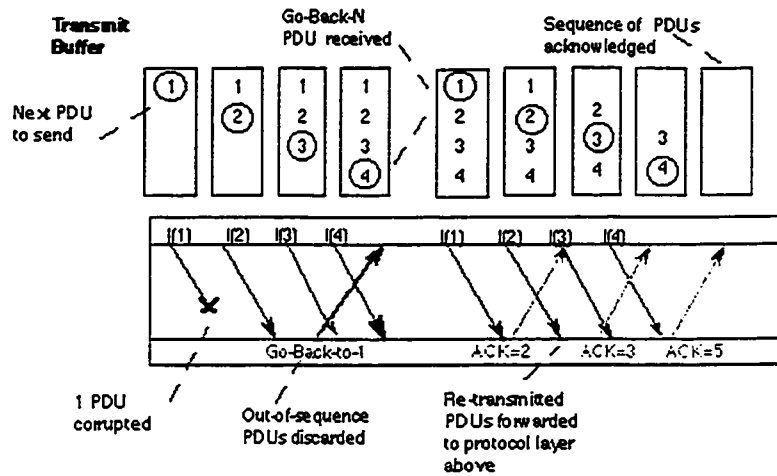 Transmit
Buffer
Go-Back-N
PDU received
Sequence of PDUs
acknowledged
Next PDU
to send
1
1
2
1
2
3
1
2
3
4
1
2
3
4
1
2
3
4
2
3
4
3
4
I(1) I(2) I(3) I(4) I(1) I(2) I(3) I(4)
Go-Back-to-1 ACK=2 ACK=3 ACK=5
1 PDU
corrupted
Out-of-sequence
PDUs discarded
Re-transmitted
PDUs forwarded
to protocol layer
above